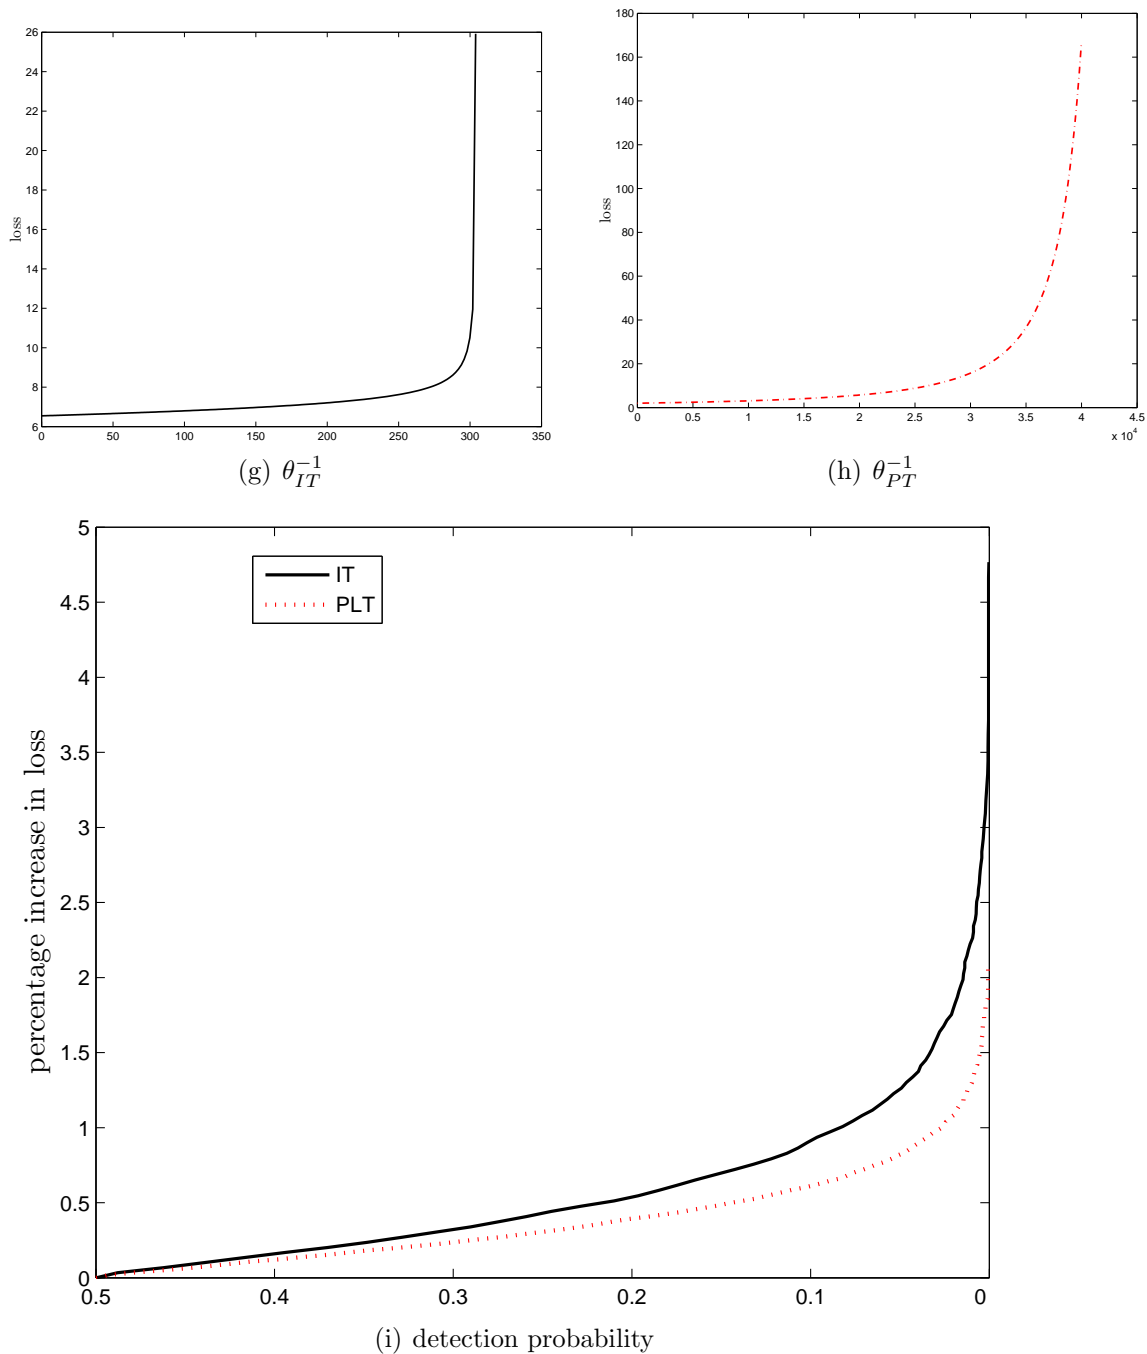 26
24
22
20
18
16
14
12
10
8
6
loss
0 50 100 150 200 250 300 350
(g) θ_{IT}^{-1}
180
160
140
120
100
80
60
40
20
0
loss
0 0.5 1 1.5 2 2.5 3 3.5 4 4.5
x 10^4
(h) θ_{PT}^{-1}
5
4.5
4
3.5
3
2.5
2
1.5
1
0.5
0
percentage increase in loss
IT
PLT
0.5 0.4 0.3 0.2 0.1 0
(i) detection probability